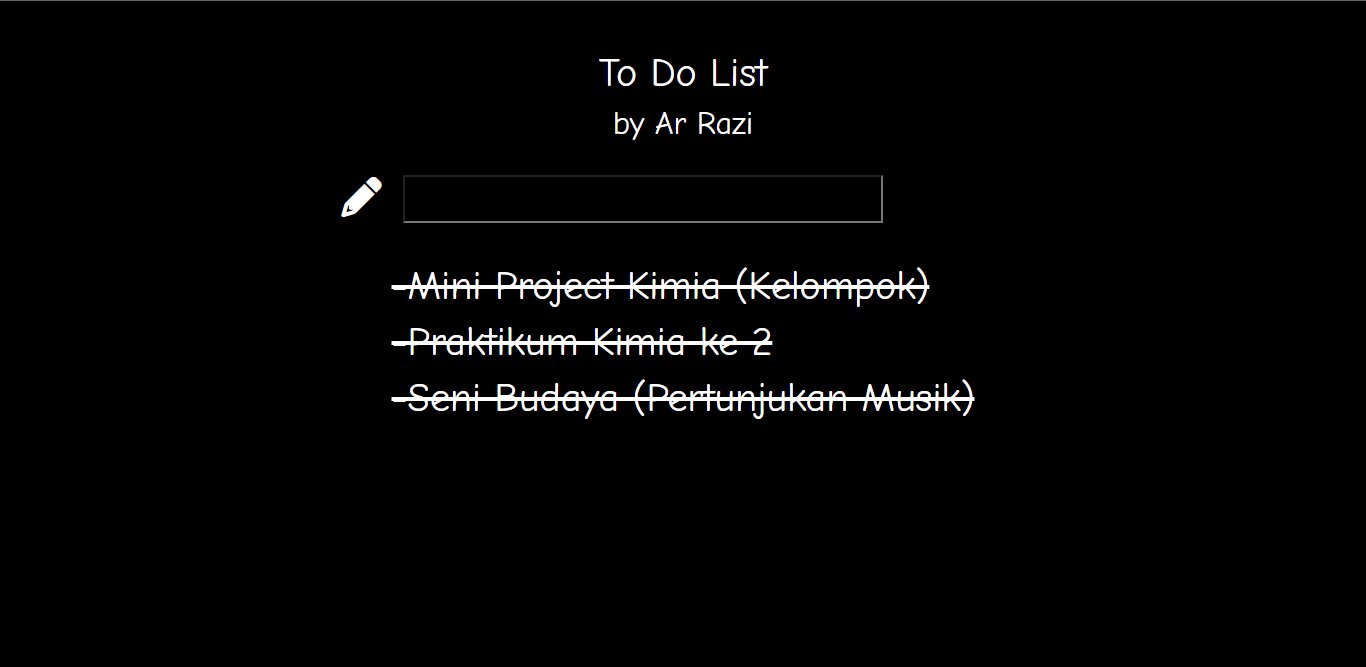 To Do List
by Ar Razi
-Mini Project Kimia (Kelompok)
-Praktikum Kimia ke 2
-Seni Budaya (Pertunjukan Musik)